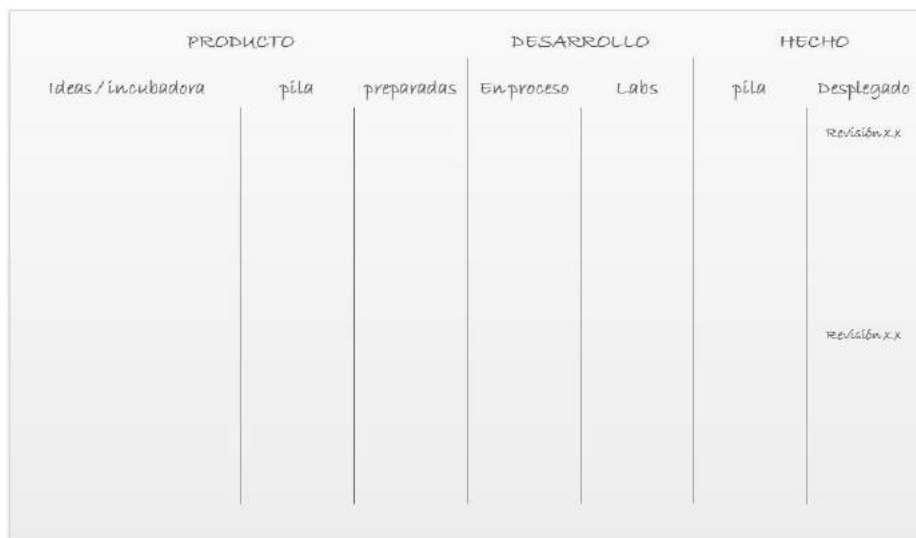 PRODUCTO DESARROLLO HECHO
Ideas/incubadora pila preparadas En proceso Labs pila Desplegado
Revisión x.x
Revisión x.x